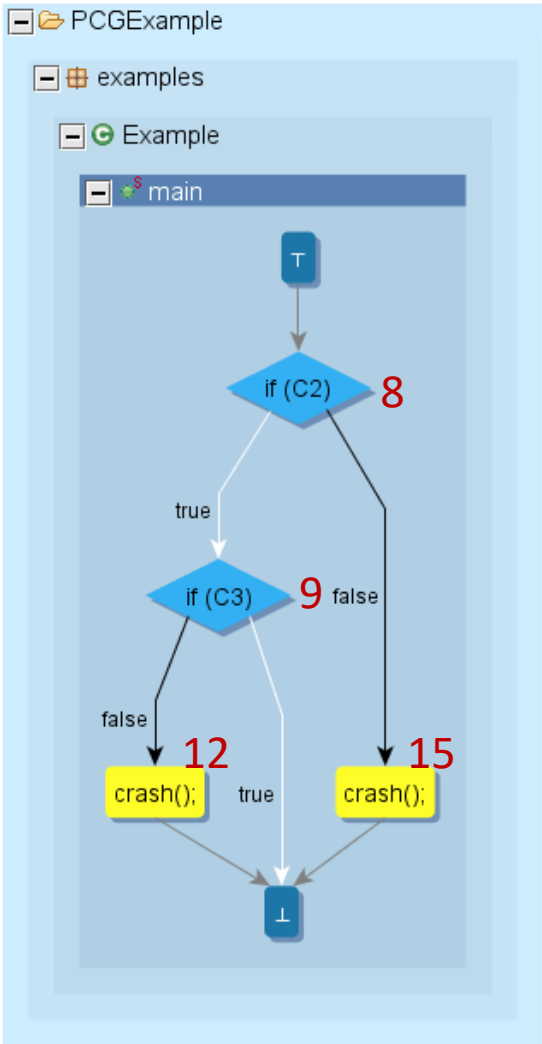 PCGExample
examples
Example
S main
⊤
if (C2) 8
true
if (C3) 9 false
false 12 15
crash(); true crash();
⊥